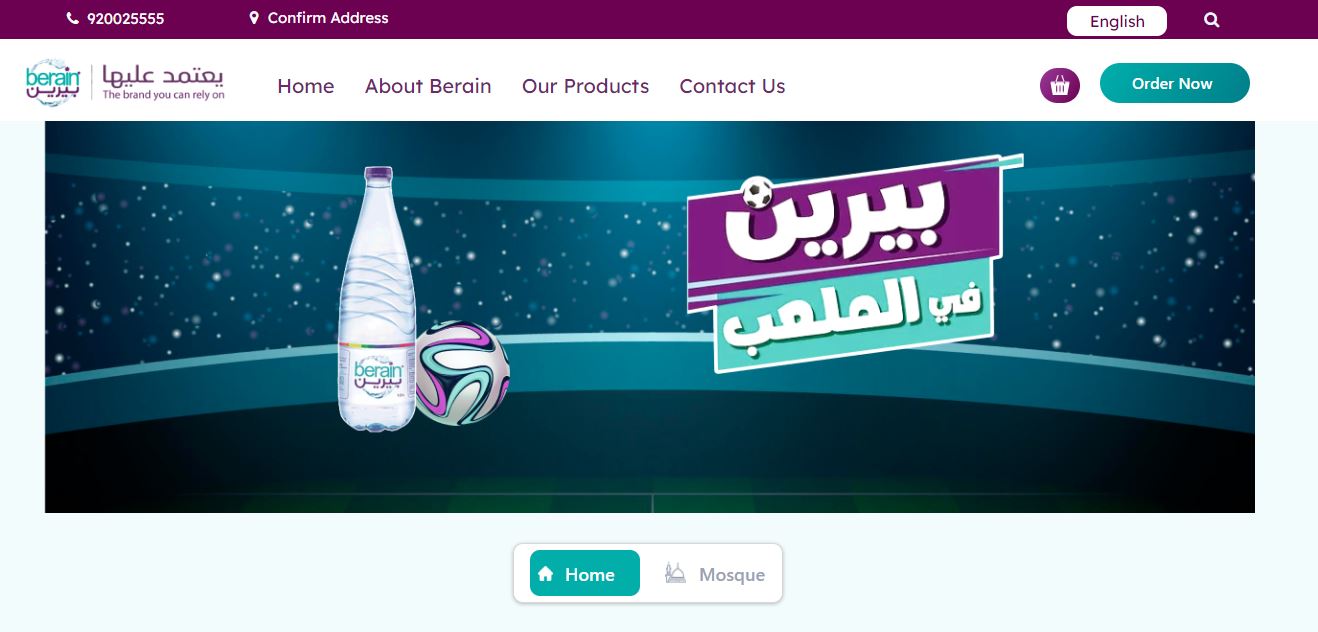 920025555
Confirm Address
English
berain
بيرين
يعتمد عليها
The brand you can rely on
Home
About Berain
Our Products
Contact Us
Order Now
بيرين
في الملعب
berain
بيرين
Home
Mosque